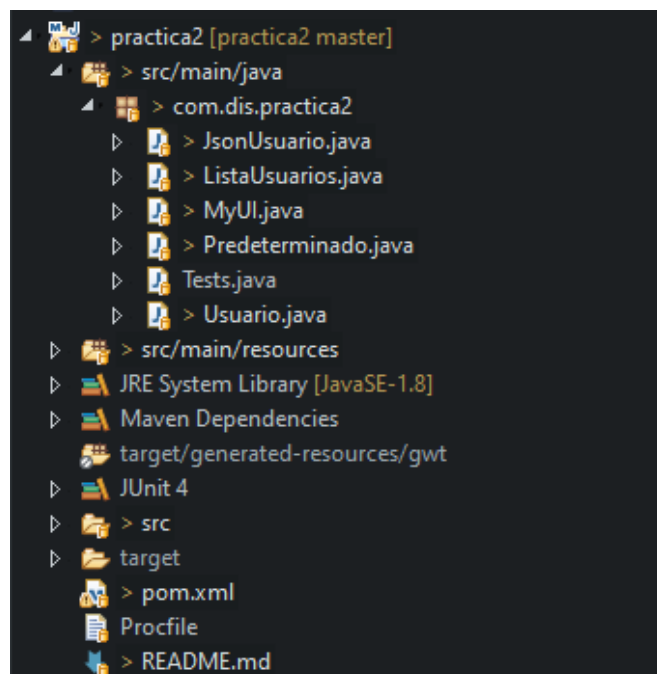 > practica2 [practica2 master]
> src/main/java
> com.dis.practica2
> JsonUsuario.java
> ListaUsuarios.java
> MyUI.java
> Predeterminado.java
Tests.java
> Usuario.java
> src/main/resources
JRE System Library [JavaSE-1.8]
Maven Dependencies
target/generated-resources/gwt
JUnit 4
> src
target
> pom.xml
Procfile
> README.md